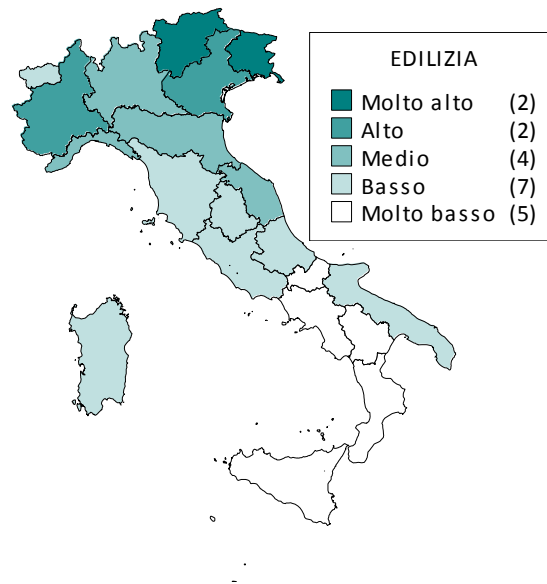 EDILIZIA
Molto alto (2)
Alto (2)
Medio (4)
Basso (7)
Molto basso (5)